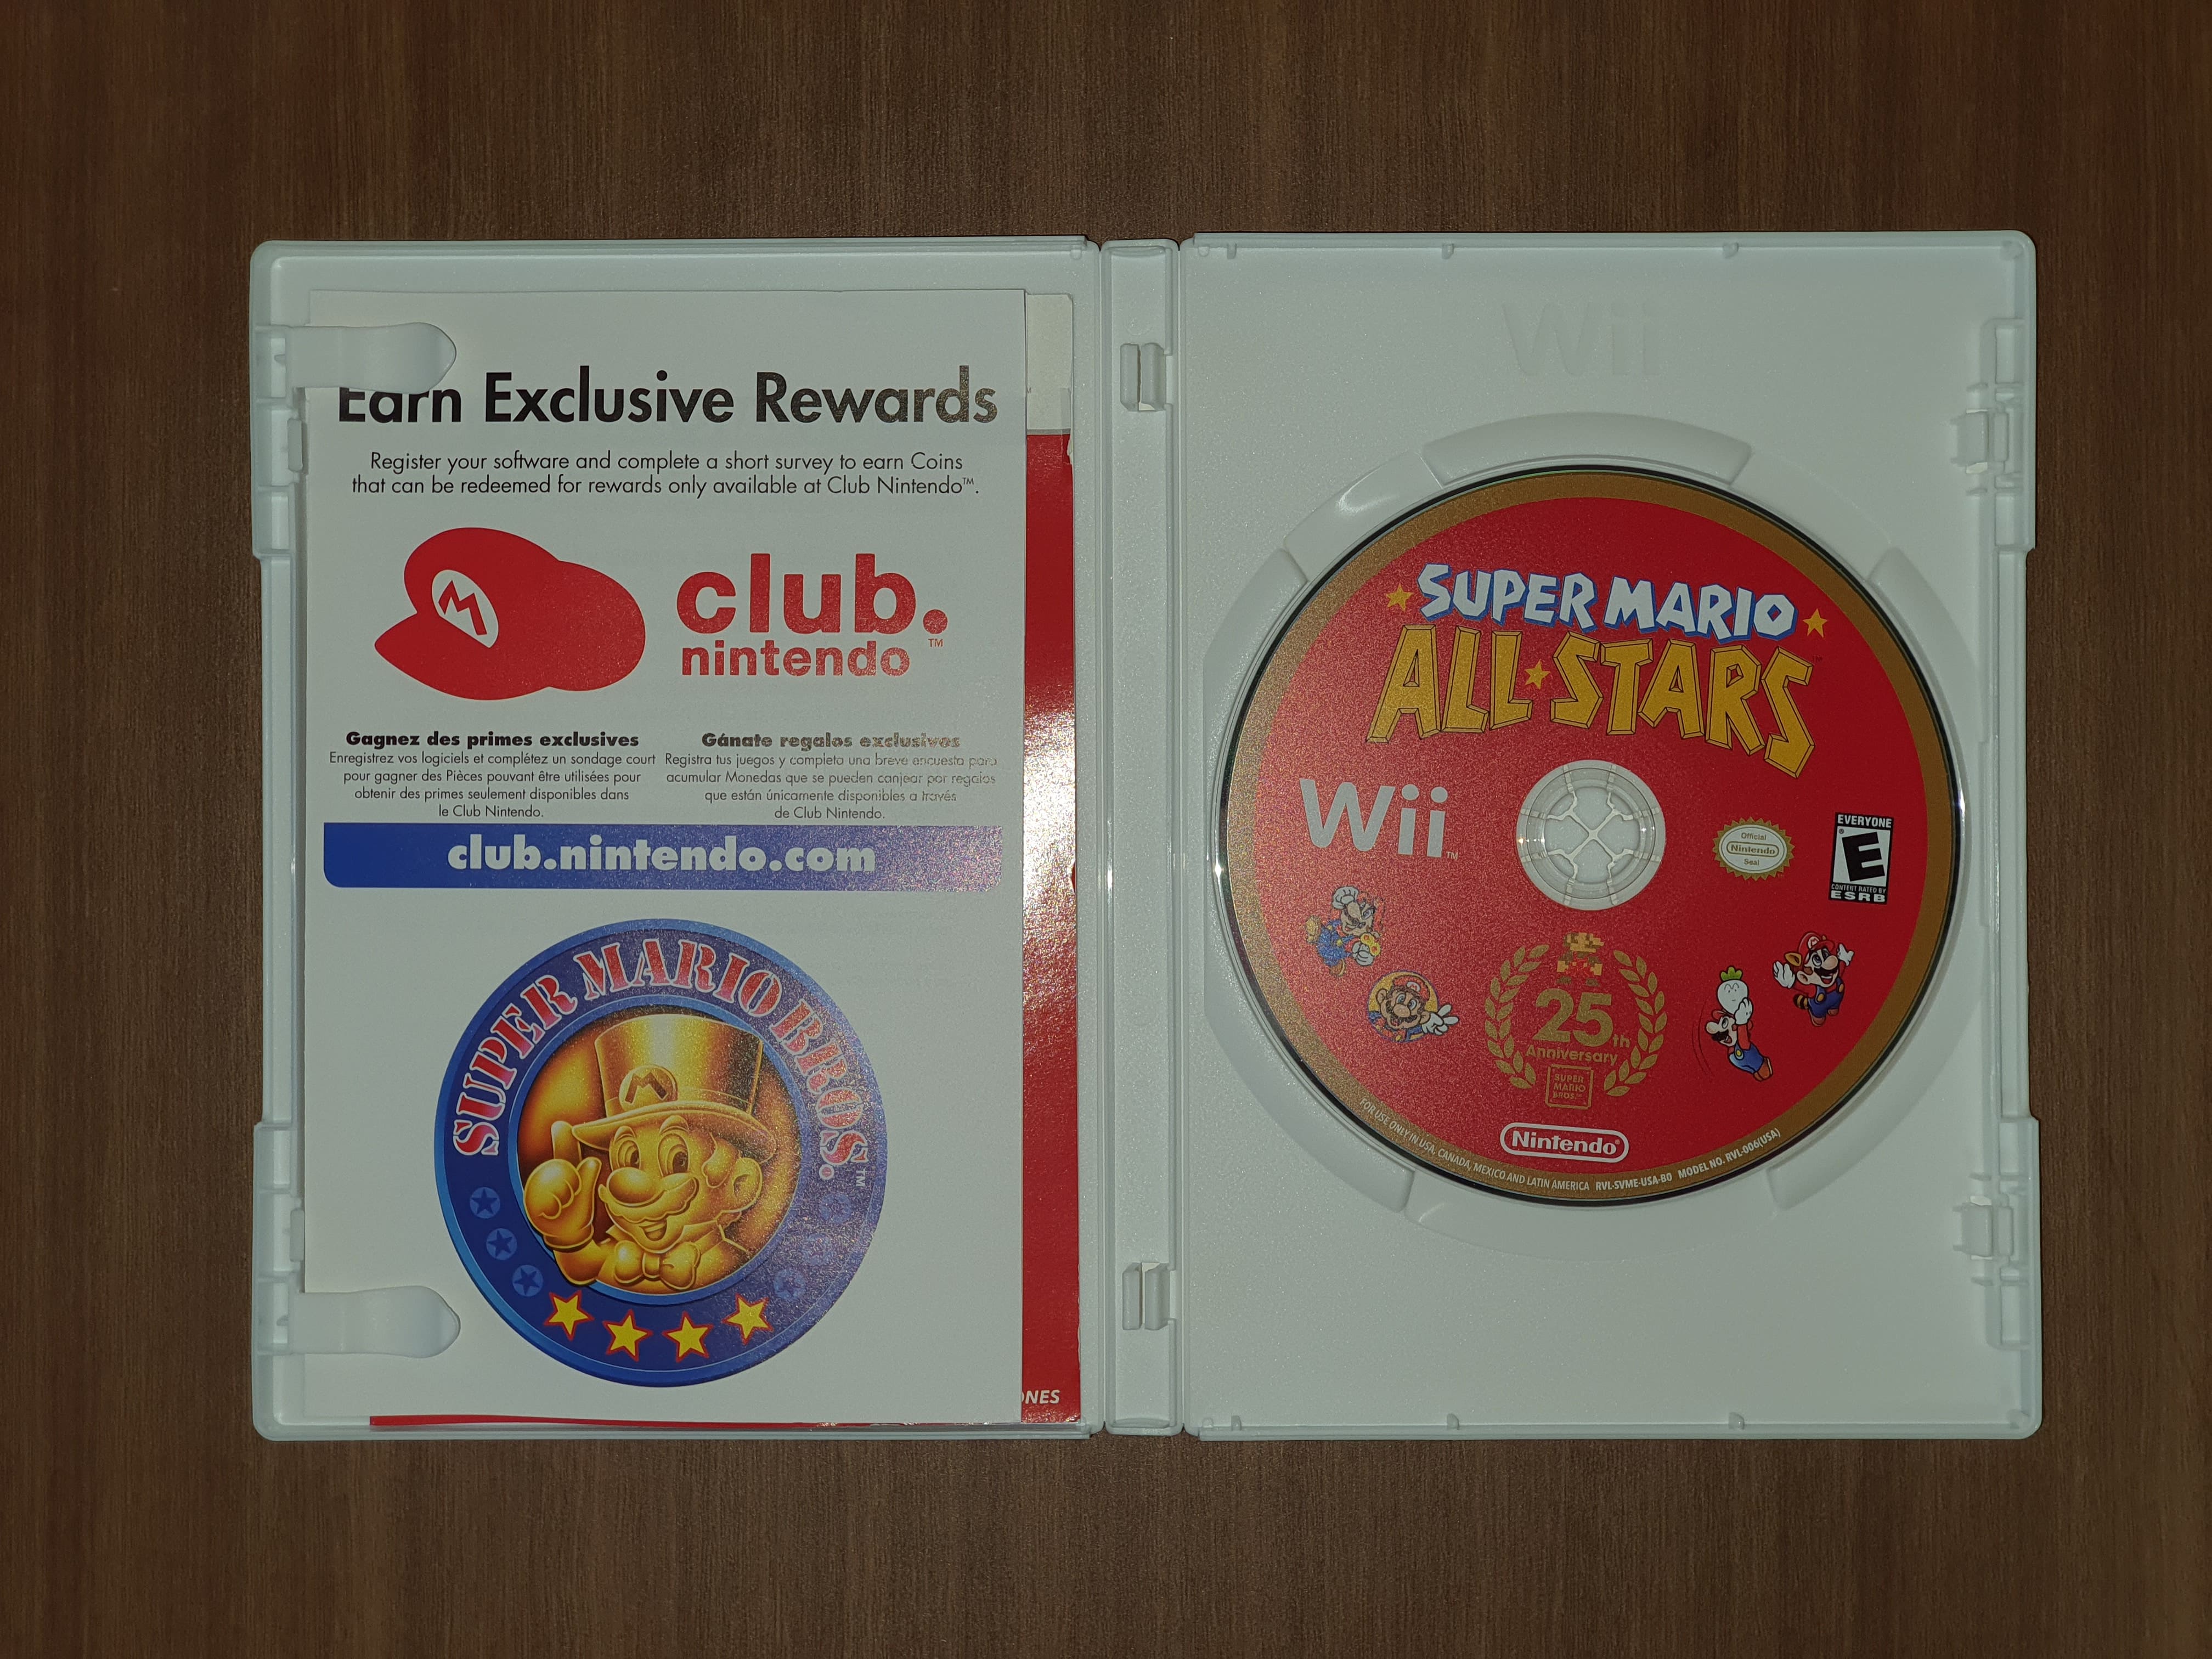 Earn Exclusive Rewards
Register your software and complete a short survey to earn Coins
that can be redeemed for rewards only available at Club Nintendo™.
M
club.
nintendo™
Gagnez des primes exclusives
Enregistrez vos logiciels et complétez un sondage court
pour gagner des Pièces pouvant être utilisées pour
obtenir des primes seulement disponibles dans
le Club Nintendo.
Gánate regalos exclusivos
Registra tus juegos y completa una breve encuesta para
acumular Monedas que se pueden canjear por regalos
que están únicamente disponibles a través
de Club Nintendo.
club.nintendo.com
SUPER MARIO BROS.™
M
ONES
Wii
SUPER MARIO
ALL STARS™
Wii™
Official
Nintendo
Seal
EVERYONE
E
CONTENT RATED BY
ESRB
25th
Anniversary
SUPER
MARIO
BROS.™
Nintendo®
FOR USE ONLY IN USA, CANADA, MEXICO AND LATIN AMERICA RVL-SVME-USA-B0 MODEL NO. RVL-006(USA)